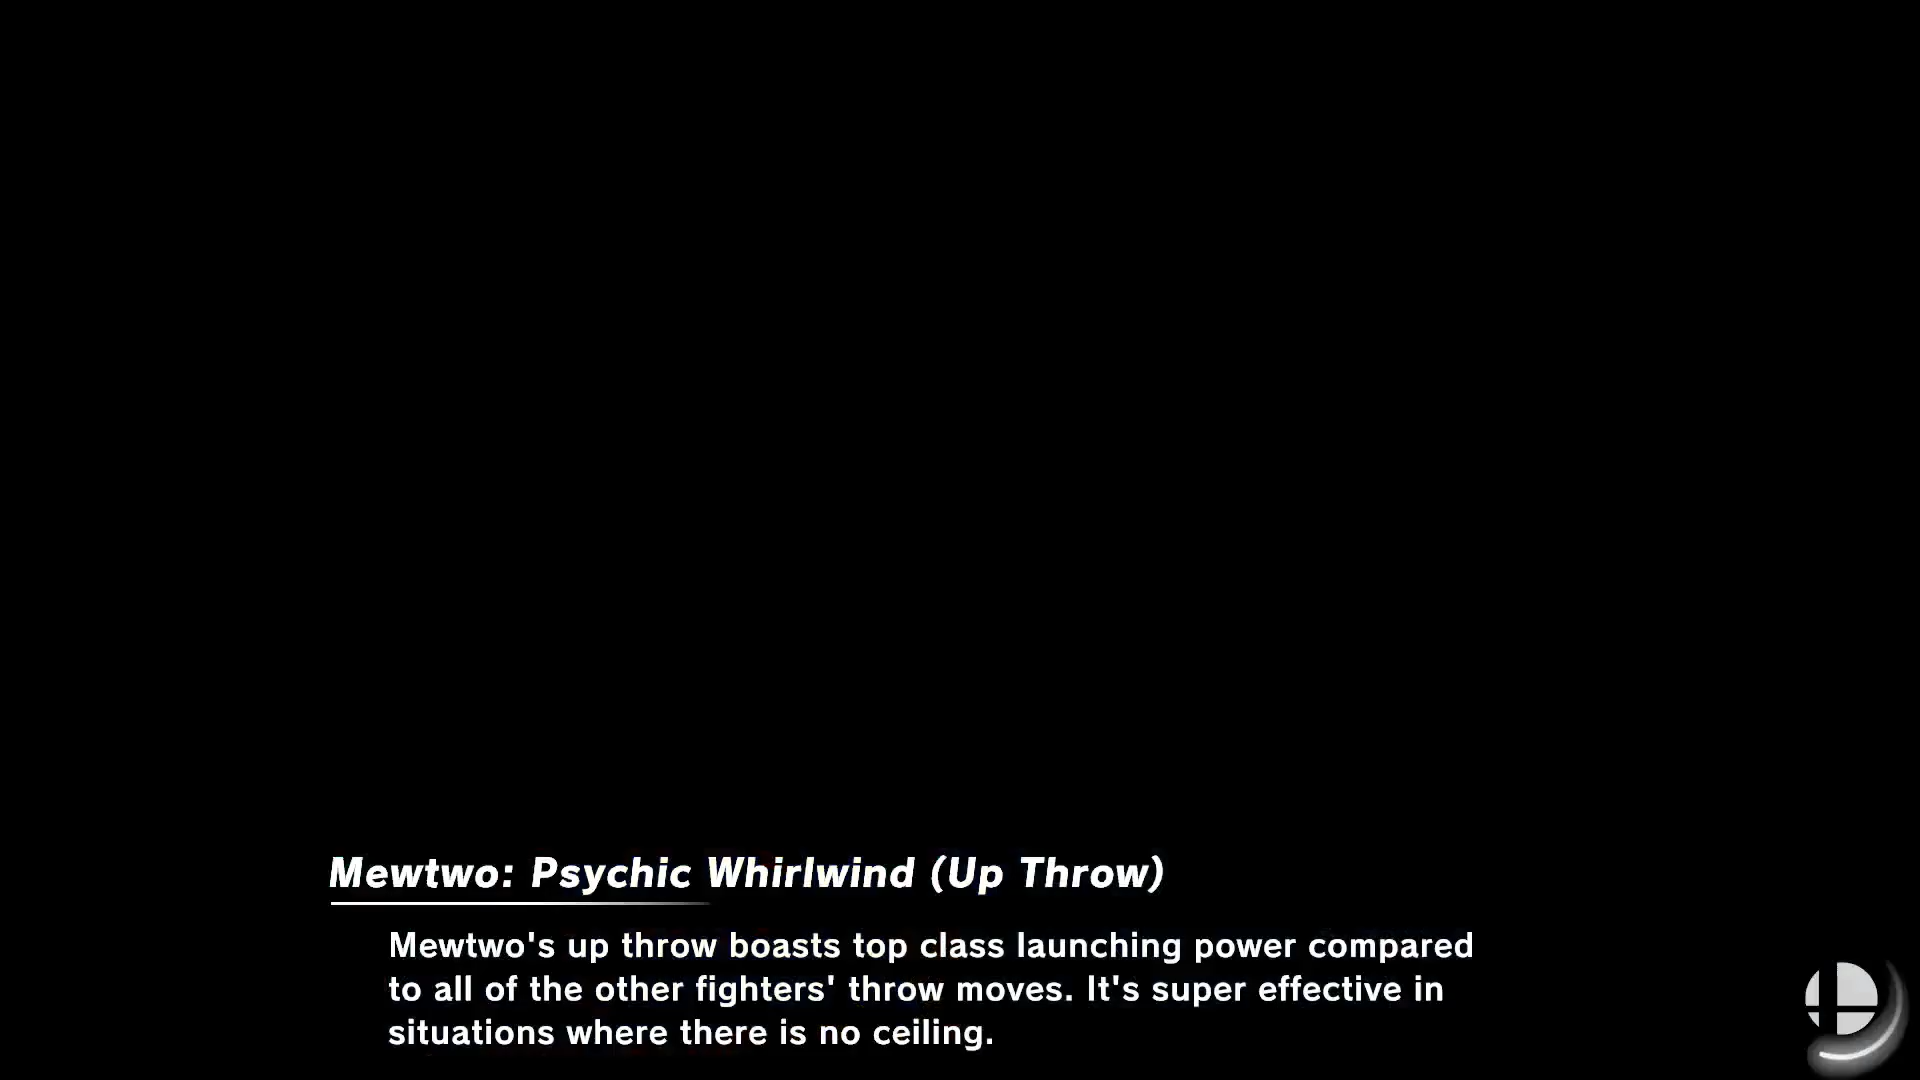 Mewtwo: Psychic Whirlwind (Up Throw)
Mewtwo's up throw boasts top class launching power compared
to all of the other fighters' throw moves. It's super effective in
situations where there is no ceiling.